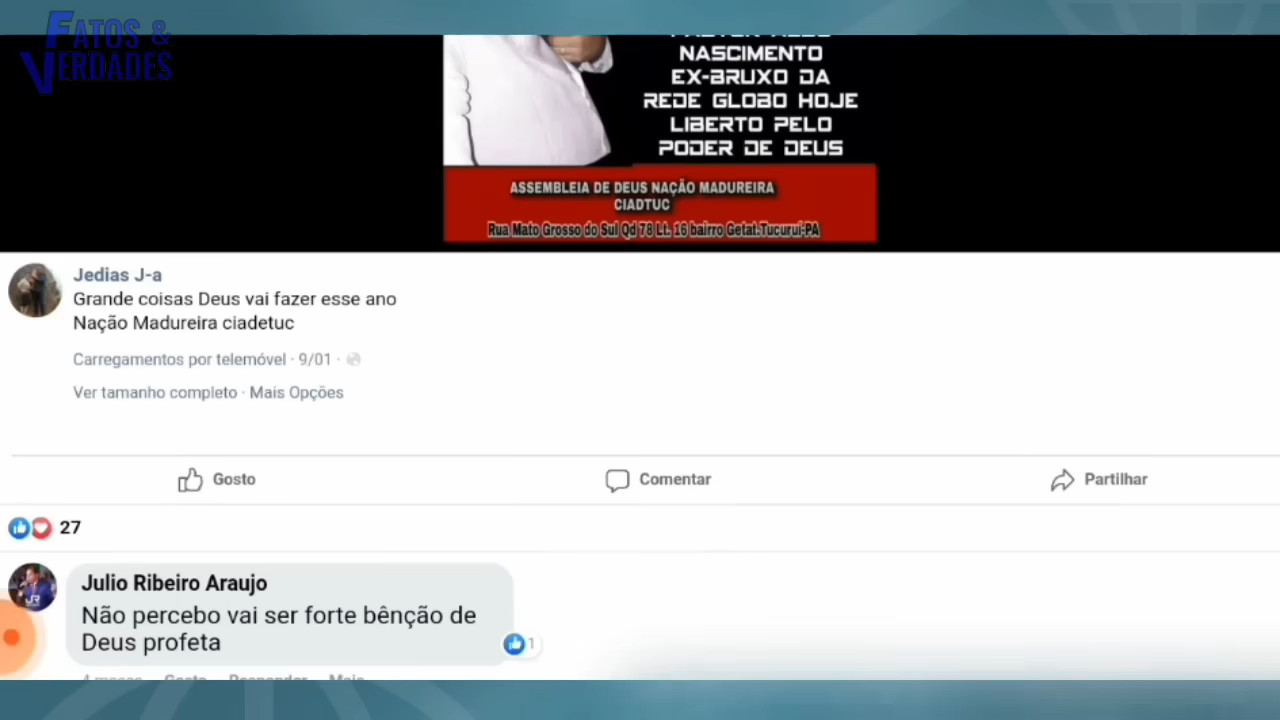 FATOS &
VERDADES
NASCIMENTO
EX-BRUXO DA
REDE GLOBO HOJE
LIBERTO PELO
PODER DE DEUS
ASSEMBLEIA DE DEUS NAÇÃO MADUREIRA
CIADTUC
Rua Mato Grosso do Sul Qd 78 Lt. 16 bairro Getat.Tucuruí-PA
Jedias J-a
Grande coisas Deus vai fazer esse ano
Nação Madureira ciadetuc
Carregamentos por telemóvel · 9/01 ·
Ver tamanho completo · Mais Opções
Gosto Comentar Partilhar
27
Julio Ribeiro Araujo
Não percebo vai ser forte bênção de
Deus profeta
1